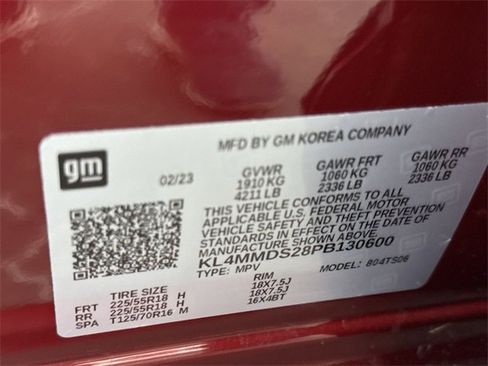 MFD BY GM KOREA COMPANY
gm
02/23
GVWR GAWR FRT GAWR RR
1910 KG 1060 KG 1060 KG
4211 LB 2336 LB 2336 LB
THIS VEHICLE CONFORMS TO ALL
APPLICABLE U.S. FEDERAL MOTOR
VEHICLE SAFETY AND THEFT PREVENTION
STANDARDS IN EFFECT ON THE DATE OF
MANUFACTURE SHOWN ABOVE.
KL4MMDS28PB130600
TYPE: MPV MODEL: 804TS06
TIRE SIZE RIM
FRT 225/55R18 H 18X7.5J
RR 225/55R18 H 18X7.5J
SPA T125/70R16 M 16X4BT